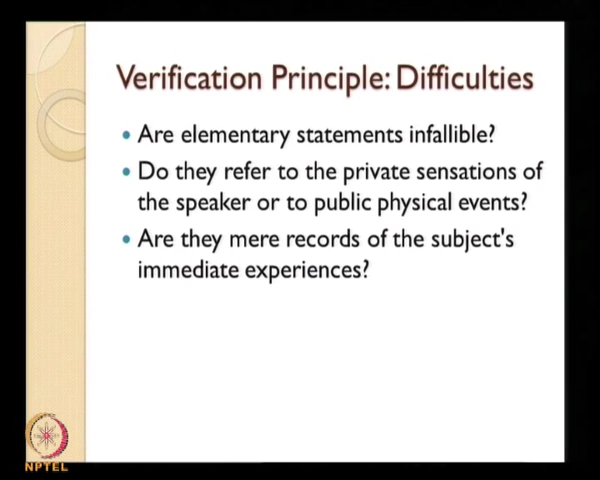 Verification Principle: Difficulties
• Are elementary statements infallible?
• Do they refer to the private sensations of
the speaker or to public physical events?
• Are they mere records of the subject's
immediate experiences?
NPTEL